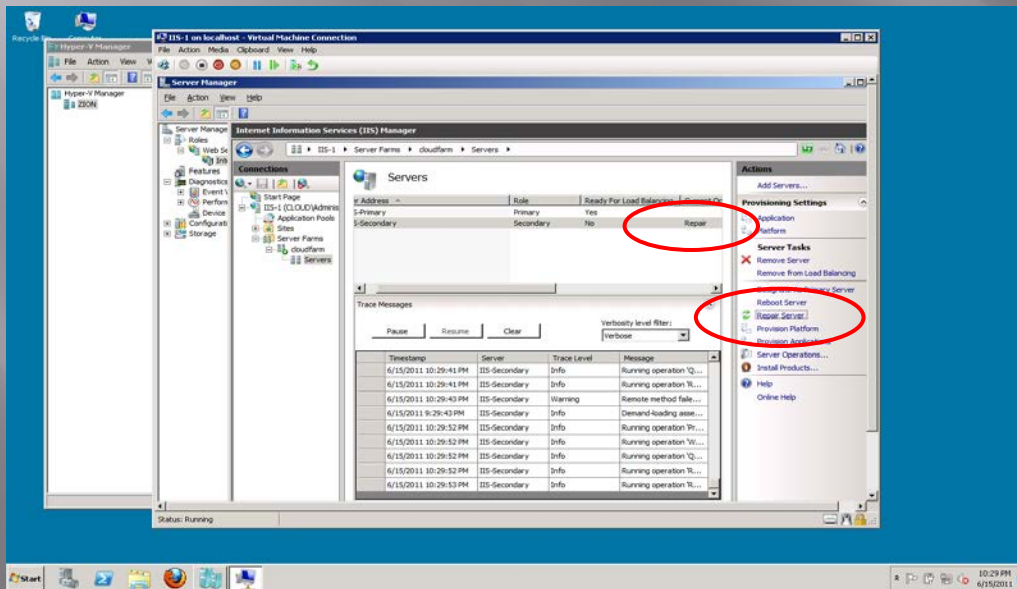 Recycle
Computer
Hyper-V Manager
File Action View
Hyper-V Manager
ZION
IIS-1 on localhost - Virtual Machine Connection
File Action Media Clipboard View Help
Server Manager
File Action View Help
Server Manage
Roles
Web Se
Features
Diagnostics
Event V
Perform
Device
Configurati
Storage
Internet Information Services (IIS) Manager
IIS-1 Server Farms cloudfarm Servers
Connections
Start Page
IIS-1 (CLOUD\Adminis
Application Pools
Sites
Server Farms
cloudfarm
Servers
Servers
r Address Role Ready For Load Balancing Current Op
S-Primary Primary Yes
S-Secondary Secondary No Repair
Trace Messages
Pause Resume Clear
Verbosity level filter:
Verbose
Timestamp Server Trace Level Message
6/15/2011 10:29:41 PM IIS-Secondary Info Running operation 'Q...
6/15/2011 10:29:41 PM IIS-Secondary Info Running operation 'R...
6/15/2011 10:29:43 PM IIS-Secondary Warning Remote method faile...
6/15/2011 9:29:43 PM IIS-Secondary Info Demand-loading asse...
6/15/2011 10:29:52 PM IIS-Secondary Info Running operation 'Pr...
6/15/2011 10:29:52 PM IIS-Secondary Info Running operation 'W...
6/15/2011 10:29:52 PM IIS-Secondary Info Running operation 'Q...
6/15/2011 10:29:52 PM IIS-Secondary Info Running operation 'R...
6/15/2011 10:29:53 PM IIS-Secondary Info Running operation 'R...
Actions
Add Servers...
Provisioning Settings
Application
Platform
Server Tasks
Remove Server
Remove from Load Balancing
Primary Server
Reboot Server
Repair Server
Provision Platform
Provision Applications
Server Operations...
Install Products...
Help
Online Help
Status: Running
Start
10:29 PM
6/15/2011